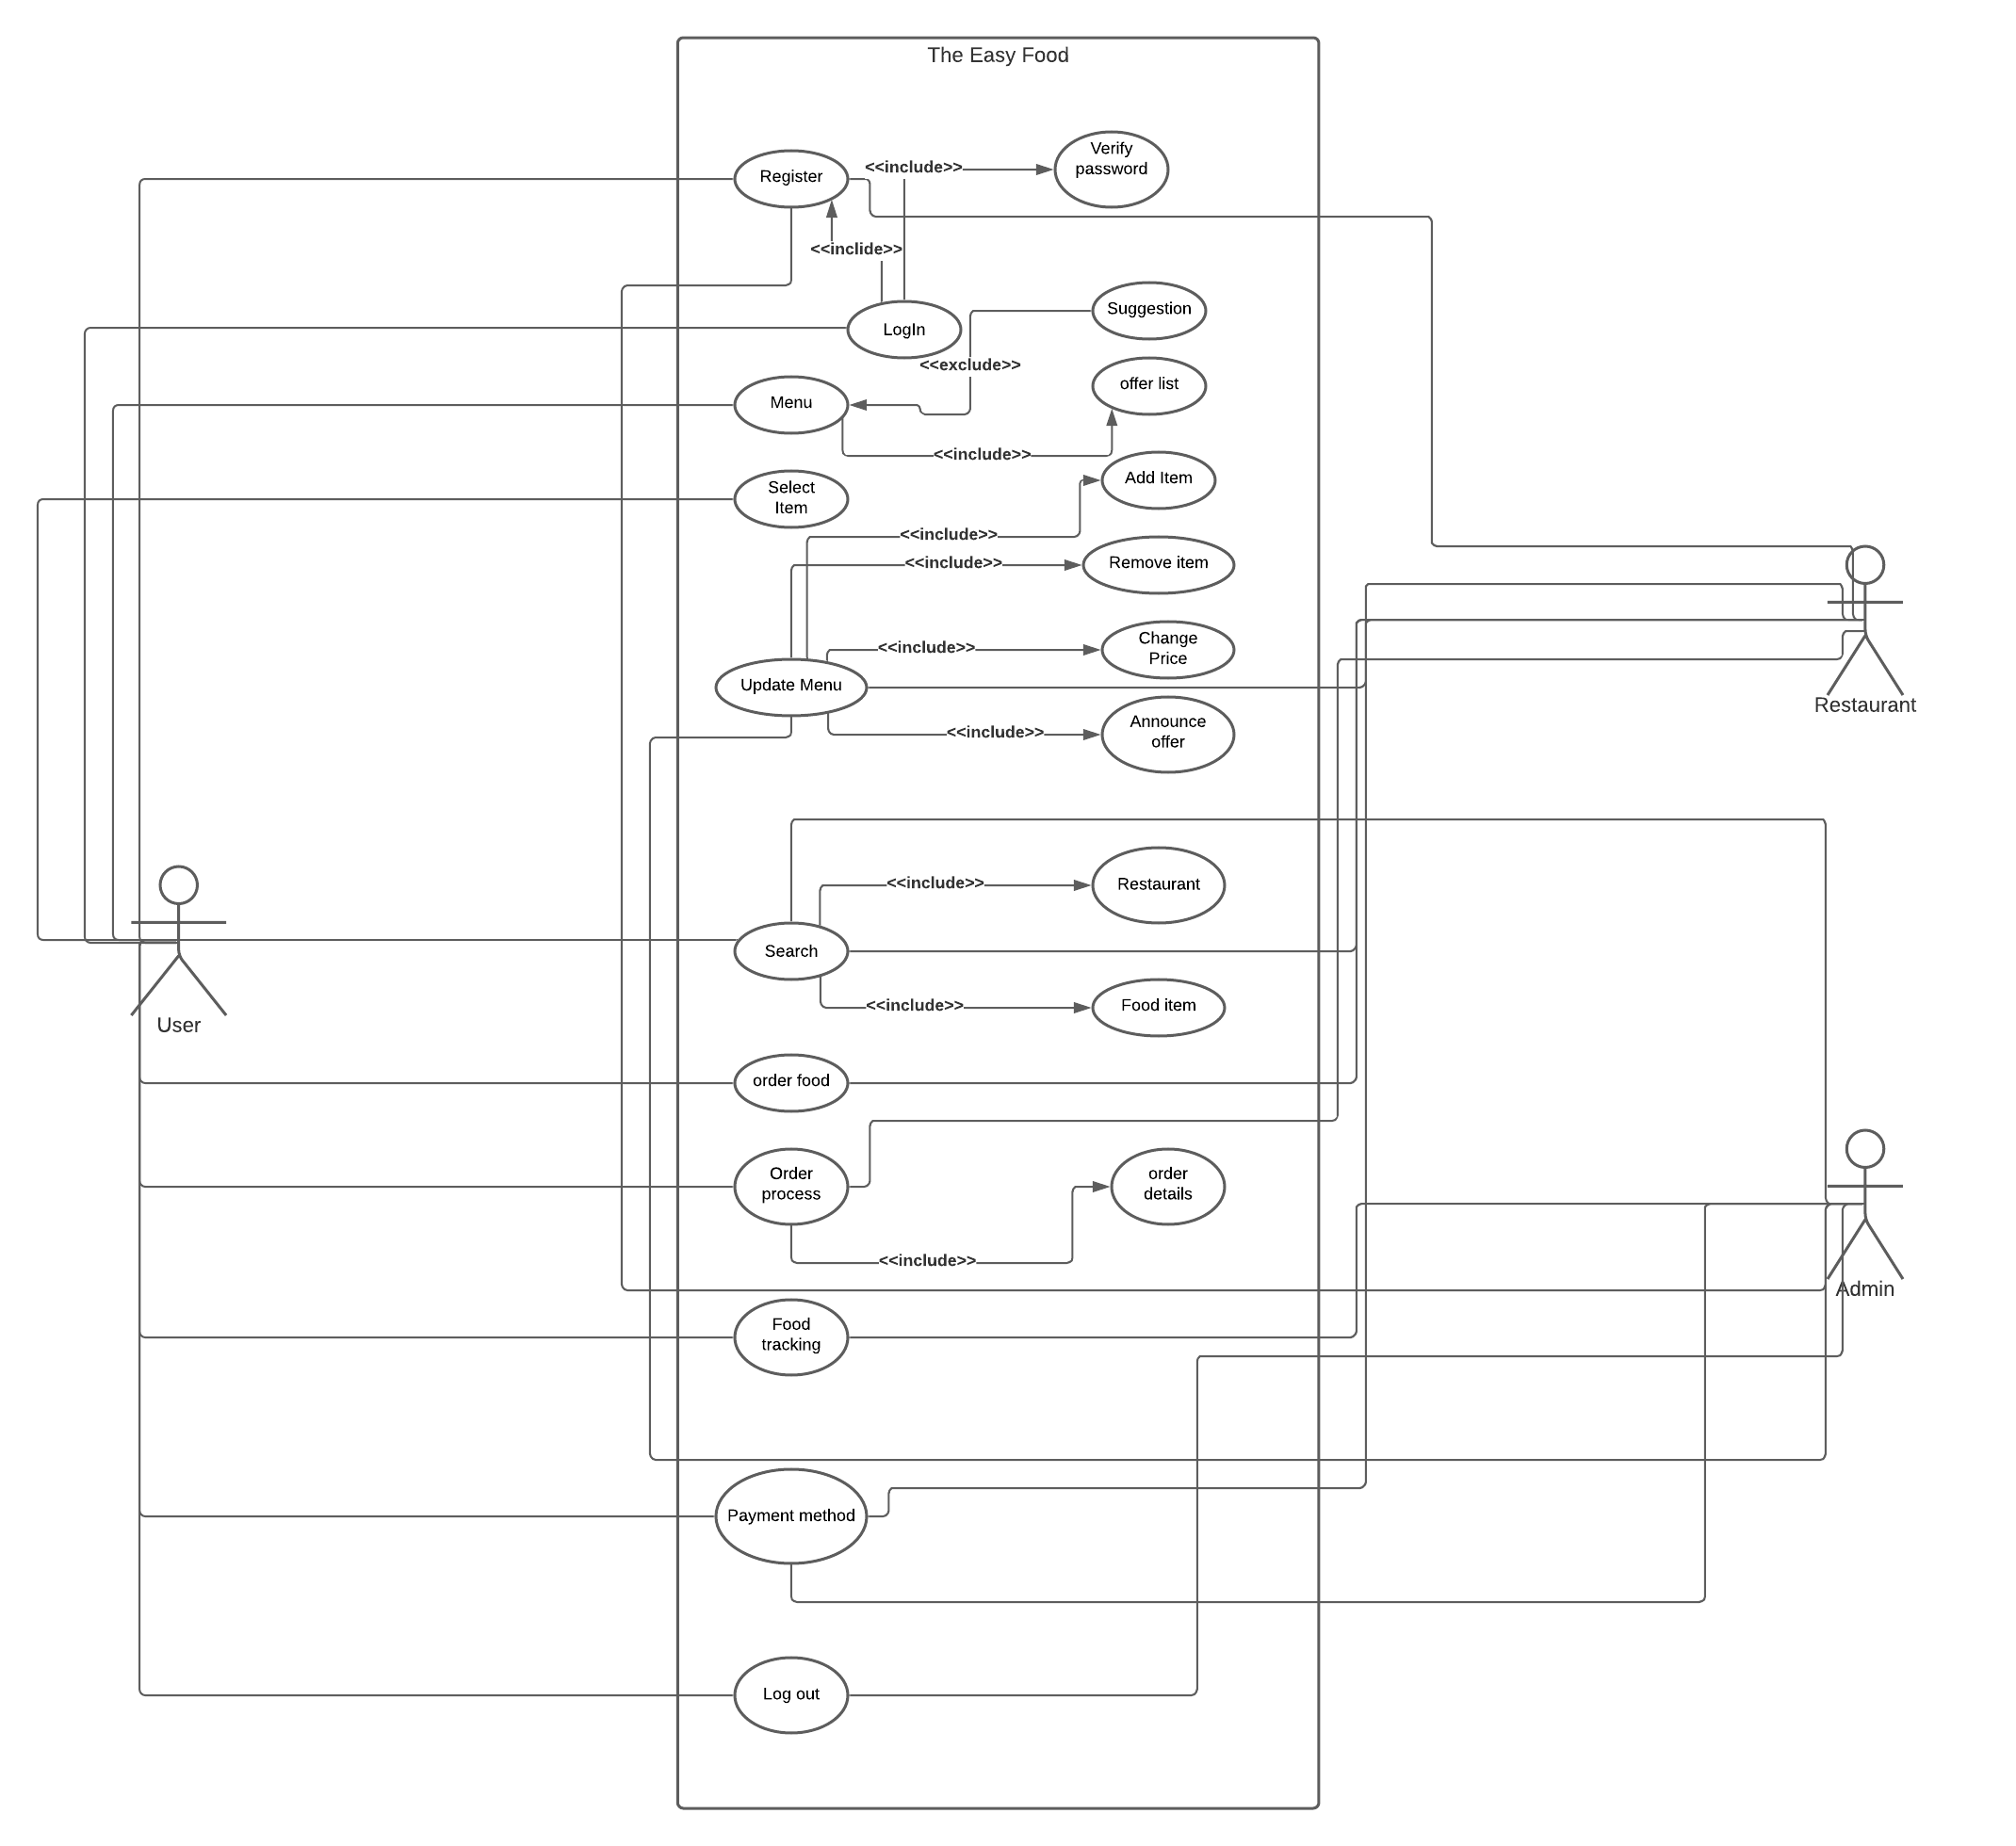 The Easy Food
Verify
password
<<include>>
Register
<<inclide>>
Suggestion
LogIn
<<exclude>>
offer list
Menu
<<include>>
Add Item
Select
Item
<<include>>
<<include>>
Remove item
Change
Price
<<include>>
Update Menu
Restaurant
Announce
offer
<<include>>
<<include>>
Restaurant
Search
<<include>>
Food item
User
order food
Order
process
order
details
<<include>>
Admin
Food
tracking
Payment method
Log out